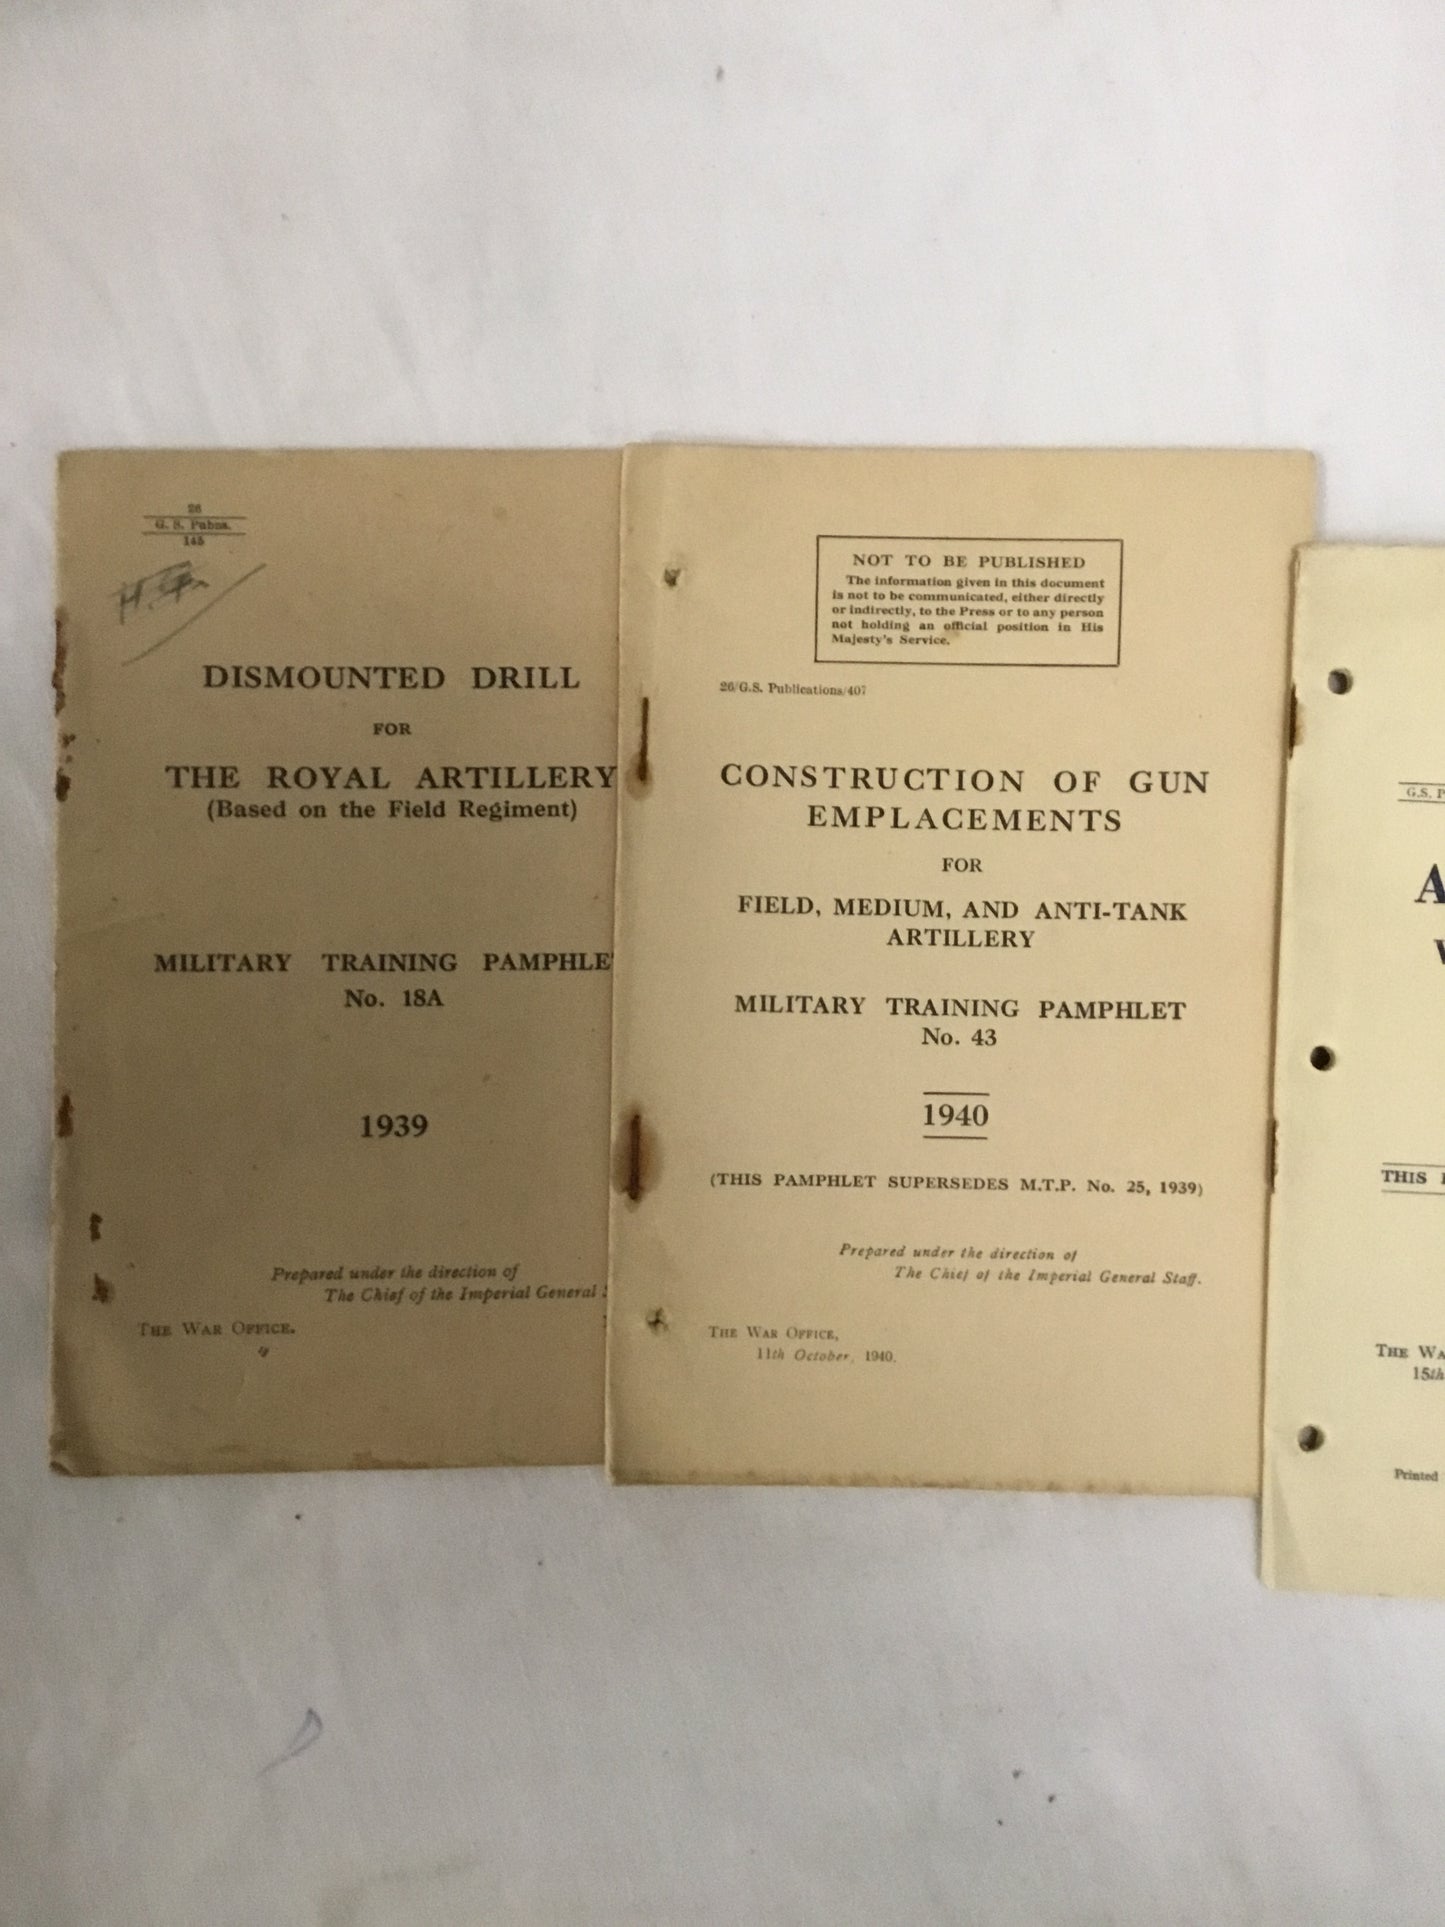 26
G. S. Pubns.
145
DISMOUNTED DRILL
FOR
THE ROYAL ARTILLERY
(Based on the Field Regiment)
MILITARY TRAINING PAMPHLE
No. 18A
1939
Prepared under the direction of
The Chief of the Imperial General
THE WAR OFFICE.
NOT TO BE PUBLISHED
The information given in this document
is not to be communicated, either directly
or indirectly, to the Press or to any person
not holding an official position in His
Majesty's Service.
26/G.S. Publications/407
CONSTRUCTION OF GUN
EMPLACEMENTS
FOR
FIELD, MEDIUM, AND ANTI-TANK
ARTILLERY
MILITARY TRAINING PAMPHLET
No. 43
1940
(THIS PAMPHLET SUPERSEDES M.T.P. No. 25, 1939)
Prepared under the direction of
The Chief of the Imperial General Staff.
THE WAR OFFICE,
11th October, 1940.
G.S. P
A
THIS
THE WA
15th
Printed